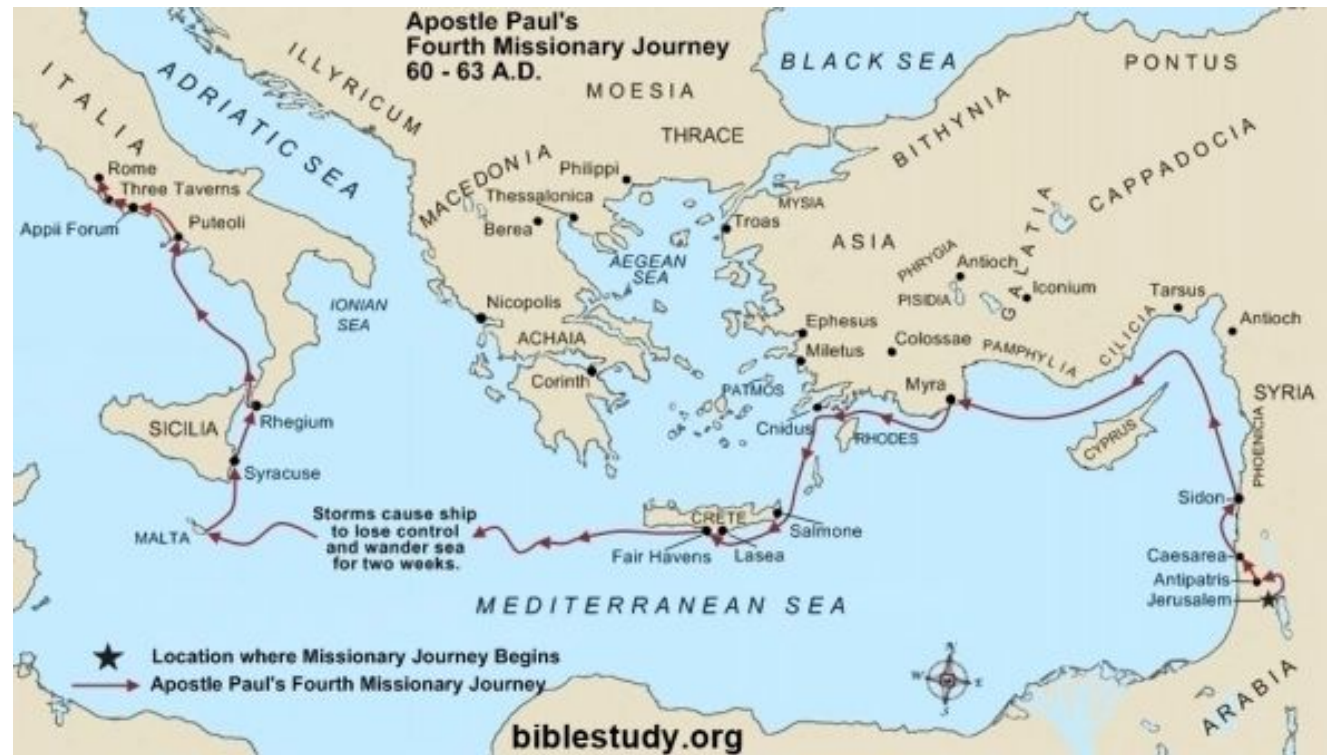 Apostle Paul's
Fourth Missionary Journey
60 - 63 A.D.
BLACK SEA
PONTUS
ILLYRICUM
ITALIA
ADRIATIC SEA
MOESIA
THRACE
BITHYNIA
CAPPADOCIA
MACEDONIA
Philippi
Thessalonica
Berea
Rome
Three Taverns
Appii Forum
Puteoli
MYSIA
Troas
ASIA
GALATIA
PHRYGIA
Antioch
PISIDIA
Iconium
AEGEAN
SEA
IONIAN
SEA
Nicopolis
ACHAIA
Corinth
Ephesus
Miletus
Colossae
PAMPHYLIA
CILICIA
Tarsus
Antioch
PATMOS
Myra
SYRIA
Cnidus
RHODES
CYPRUS
PHOENICIA
SICILIA
Rhegium
Syracuse
MALTA
Storms cause ship
to lose control
and wander sea
for two weeks.
CRETE
Salmone
Fair Havens
Lasea
Sidon
Caesarea
Antipatris
Jerusalem
MEDITERRANEAN SEA
Location where Missionary Journey Begins
Apostle Paul's Fourth Missionary Journey
N
W
E
S
ARABIA
biblestudy.org